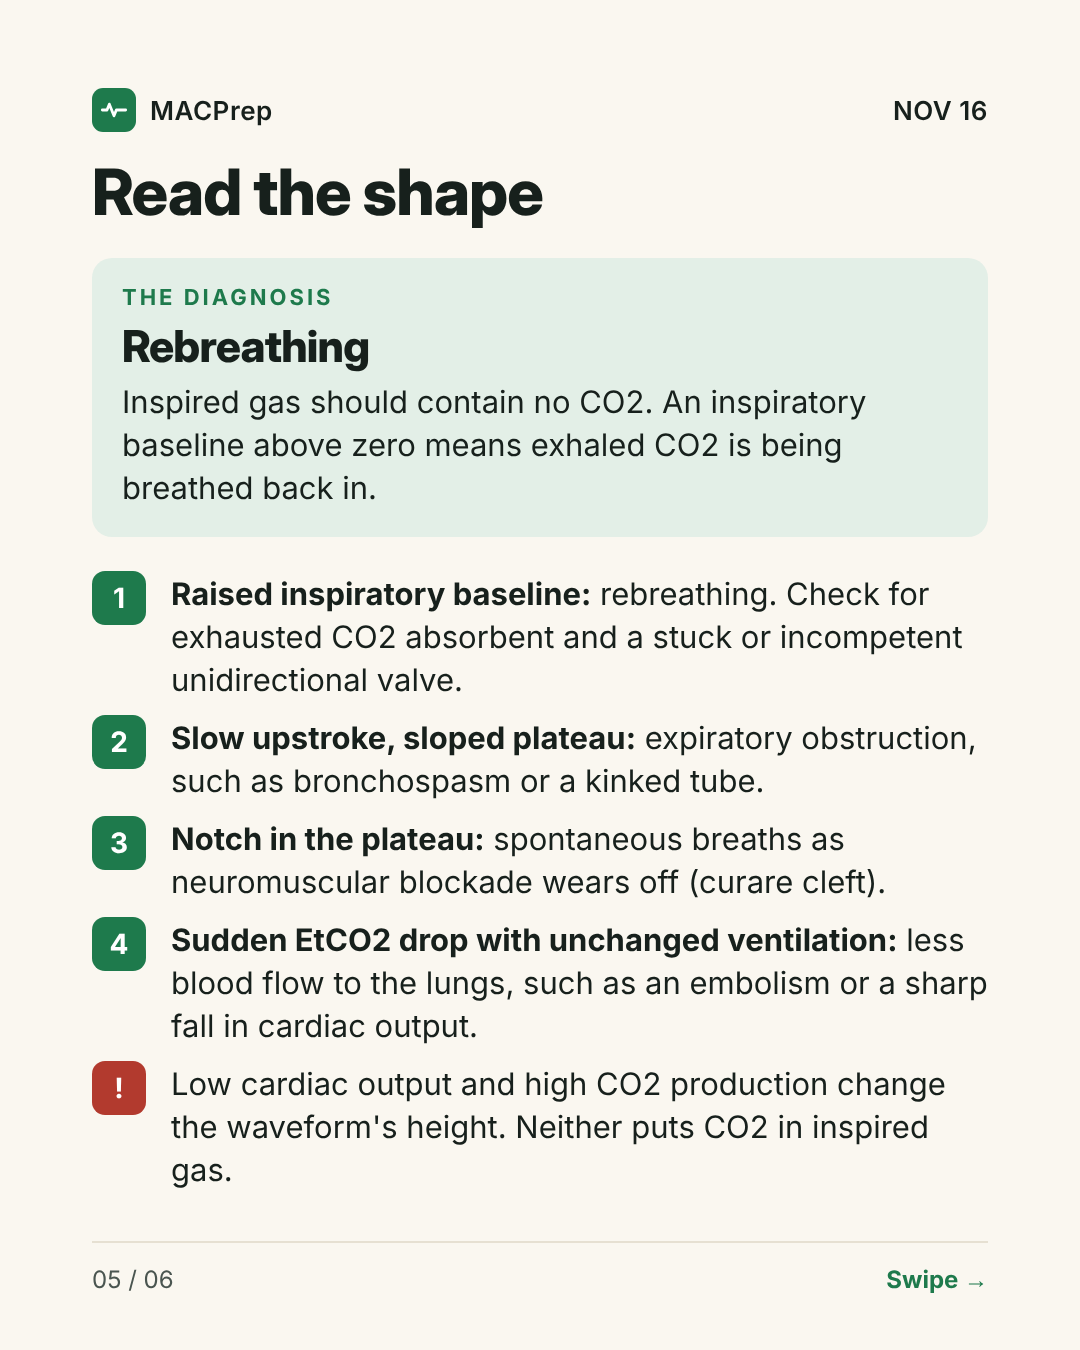 MACPrep
NOV 16
Read the shape
THE DIAGNOSIS
Rebreathing
Inspired gas should contain no CO2. An inspiratory
baseline above zero means exhaled CO2 is being
breathed back in.
1
Raised inspiratory baseline: rebreathing. Check for
exhausted CO2 absorbent and a stuck or incompetent
unidirectional valve.
2
Slow upstroke, sloped plateau: expiratory obstruction,
such as bronchospasm or a kinked tube.
3
Notch in the plateau: spontaneous breaths as
neuromuscular blockade wears off (curare cleft).
4
Sudden EtCO2 drop with unchanged ventilation: less
blood flow to the lungs, such as an embolism or a sharp
fall in cardiac output.
!
Low cardiac output and high CO2 production change
the waveform's height. Neither puts CO2 in inspired
gas.
05 / 06
Swipe →